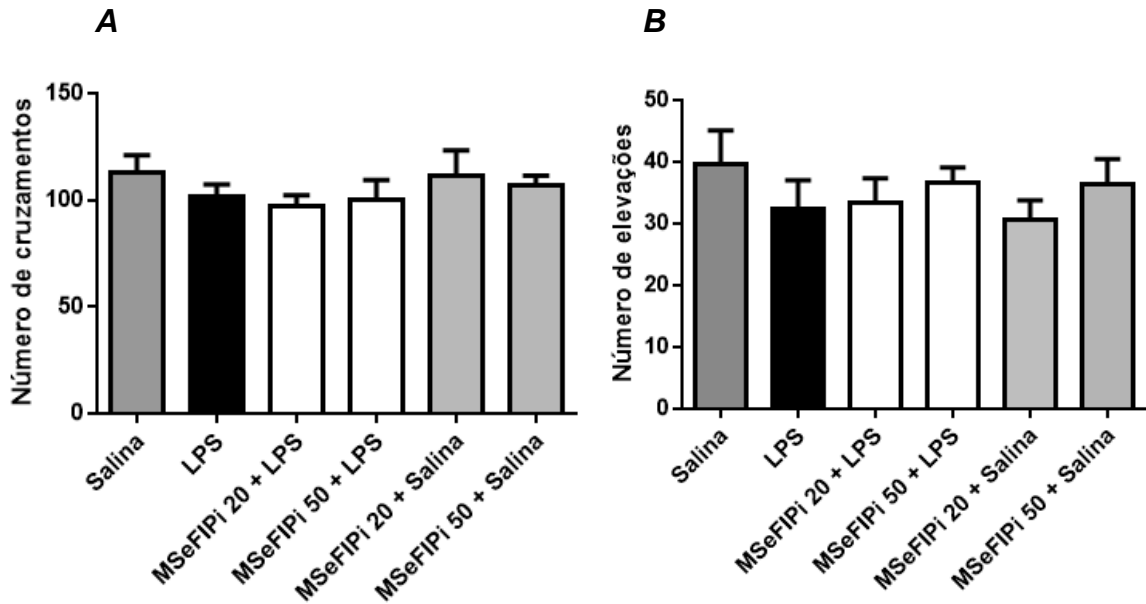 A
Número de cruzamentos
150
100
50
0
Salina
LPS
MSeFIPi 20 + LPS
MSeFIPi 50 + LPS
MSeFIPi 20 + Salina
MSeFIPi 50 + Salina
B
Número de elevações
50
40
30
20
10
0
Salina
LPS
MSeFIPi 20 + LPS
MSeFIPi 50 + LPS
MSeFIPi 20 + Salina
MSeFIPi 50 + Salina